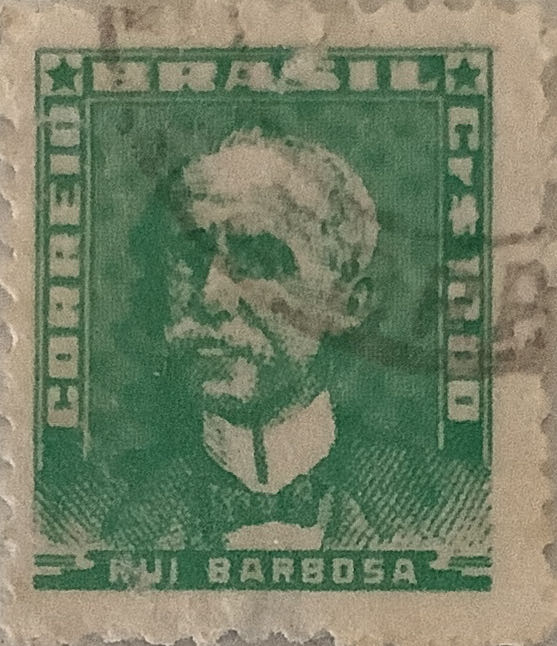 BRASIL
CORREIO
Cr$ 10,00
RUI BARBOSA